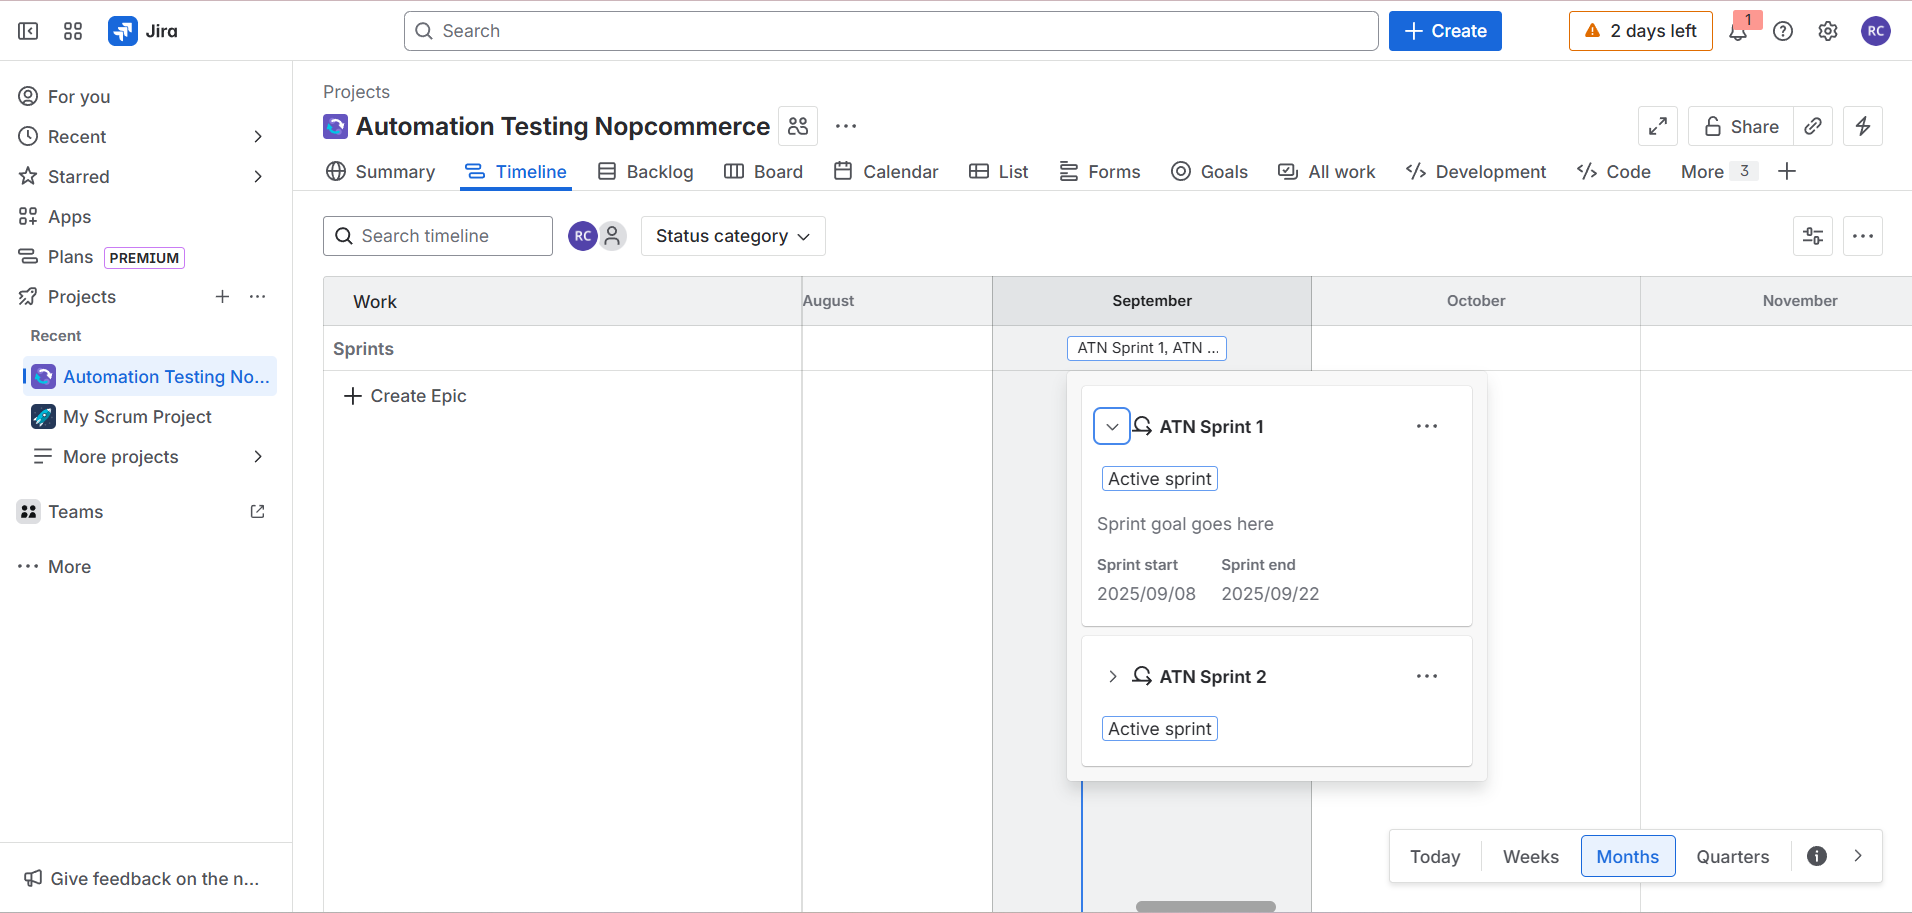 Jira
Search
Create
2 days left
1
RC
For you
Recent
Starred
Apps
Plans PREMIUM
Projects
Recent
Automation Testing No...
My Scrum Project
More projects
Teams
More
Give feedback on the n...
Projects
Automation Testing Nopcommerce
Share
Summary Timeline Backlog Board Calendar List Forms Goals All work Development Code More 3
Search timeline
RC
Status category
Work August September October November
Sprints ATN Sprint 1, ATN ...
Create Epic
ATN Sprint 1
Active sprint
Sprint goal goes here
Sprint start Sprint end
2025/09/08 2025/09/22
ATN Sprint 2
Active sprint
Today Weeks Months Quarters